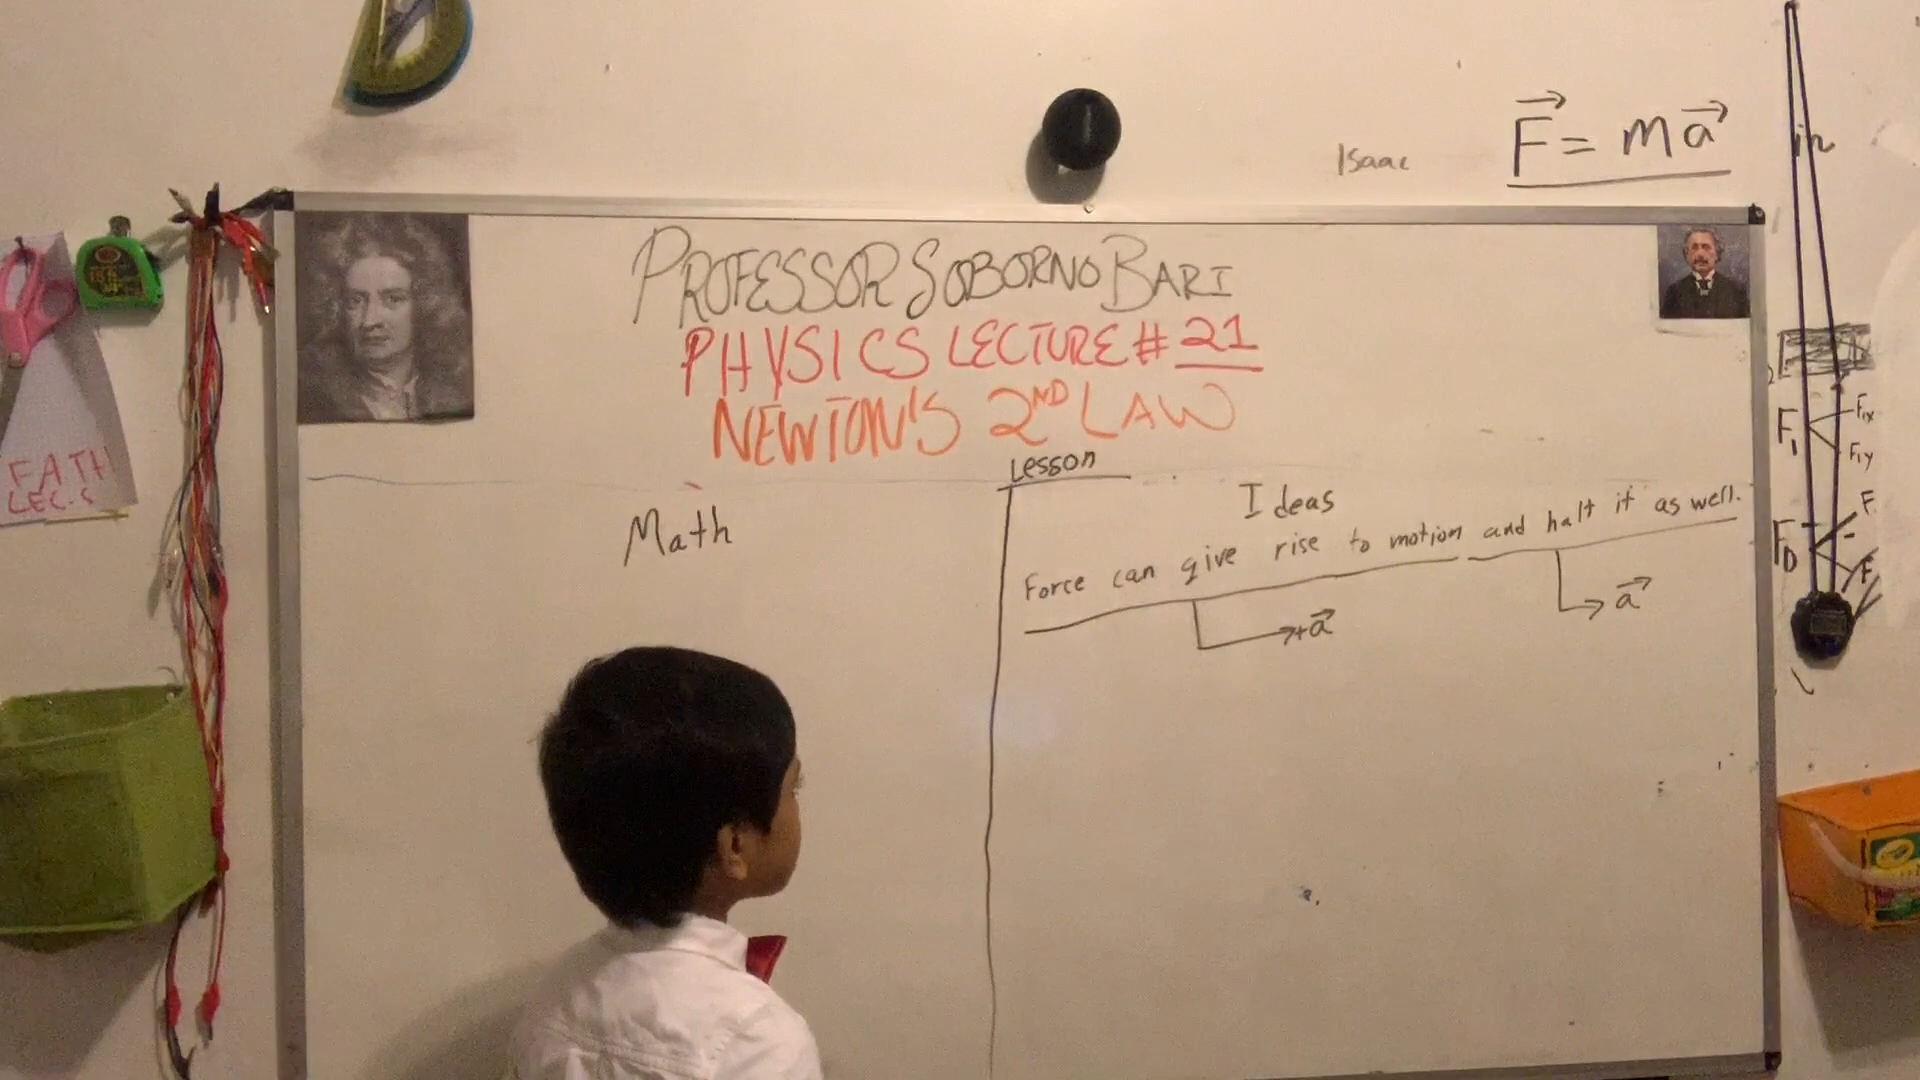 F = ma
Isaac
PROFESSOR SOBORNO BARI
PHYSICS LECTURE # 21
NEWTON'S 2ND LAW
Lesson
Math
Ideas
Force can give rise to motion and halt it as well.
+a
a
FATH
LEC.S
F1
F1x
F1y
FD
F
F